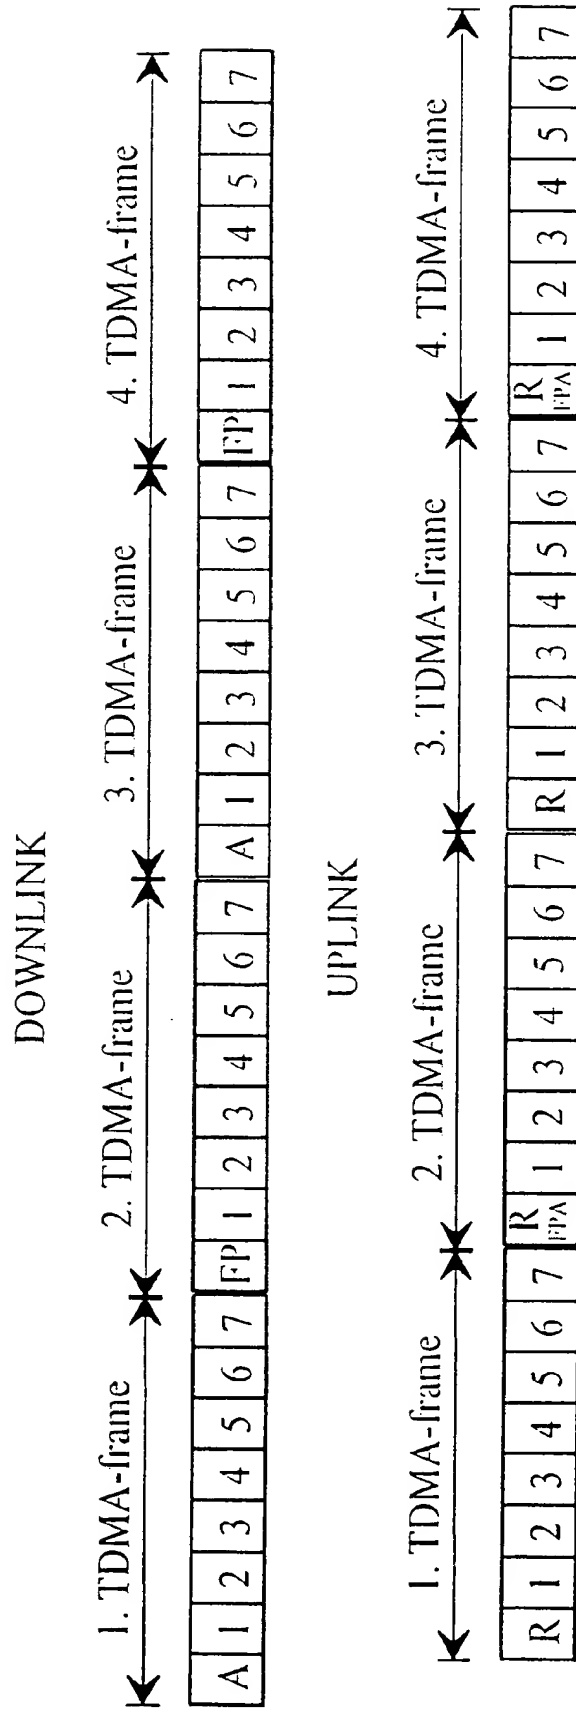 DOWNLINK
1. TDMA-frame 2. TDMA-frame 3. TDMA-frame 4. TDMA-frame
A 1 2 3 4 5 6 7 FP 1 2 3 4 5 6 7 A 1 2 3 4 5 6 7 FP 1 2 3 4 5 6 7
UPLINK
1. TDMA-frame 2. TDMA-frame 3. TDMA-frame 4. TDMA-frame
R 1 2 3 4 5 6 7 R FPA 1 2 3 4 5 6 7 R 1 2 3 4 5 6 7 R FPA 1 2 3 4 5 6 7